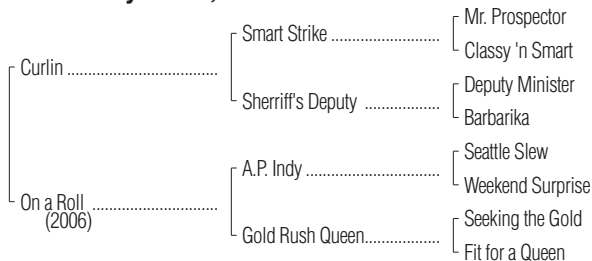 Mr. Prospector
Smart Strike ........................
Classy 'n Smart
Curlin .................................
Deputy Minister
Sherriff's Deputy ................
Barbarika
Seattle Slew
A.P. Indy .............................
Weekend Surprise
On a Roll ...........................
(2006)
Seeking the Gold
Gold Rush Queen................
Fit for a Queen